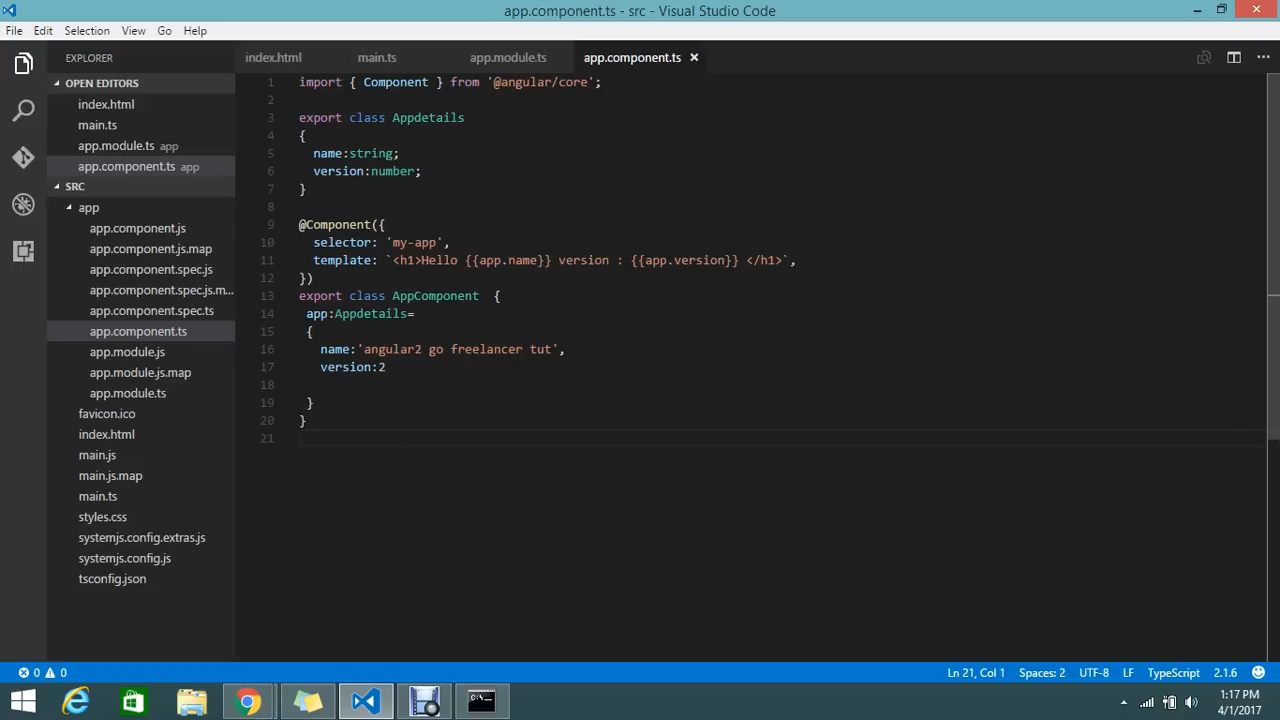 app.component.ts - src - Visual Studio Code
File Edit Selection View Go Help
EXPLORER
index.html main.ts app.module.ts app.component.ts
OPEN EDITORS
index.html
main.ts
app.module.ts app
app.component.ts app
SRC
app
app.component.js
app.component.js.map
app.component.spec.js
app.component.spec.js.m...
app.component.spec.ts
app.component.ts
app.module.js
app.module.js.map
app.module.ts
favicon.ico
index.html
main.js
main.js.map
main.ts
styles.css
systemjs.config.extras.js
systemjs.config.js
tsconfig.json
1 import { Component } from '@angular/core';
2
3 export class Appdetails
4 {
5 name:string;
6 version:number;
7 }
8
9 @Component({
10 selector: 'my-app',
11 template: `<h1>Hello {{app.name}} version : {{app.version}} </h1>`,
12 })
13 export class AppComponent {
14 app:Appdetails=
15 {
16 name:'angular2 go freelancer tut',
17 version:2
18
19 }
20 }
21
0 0 Ln 21, Col 1 Spaces: 2 UTF-8 LF TypeScript 2.1.6
1:17 PM
4/1/2017